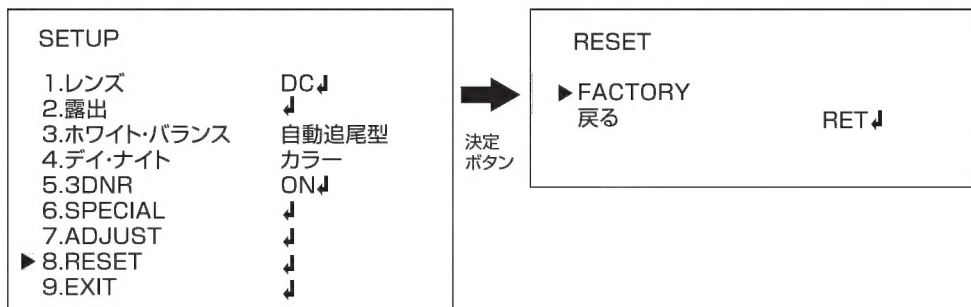 SETUP
1.レンズ DC↲
2.露出 ↲
3.ホワイト・バランス 自動追尾型
4.デイ・ナイト カラー
5.3DNR ON↲
6.SPECIAL ↲
7.ADJUST ↲
▶ 8.RESET ↲
9.EXIT ↲
決定
ボタン
RESET
▶ FACTORY
戻る RET↲